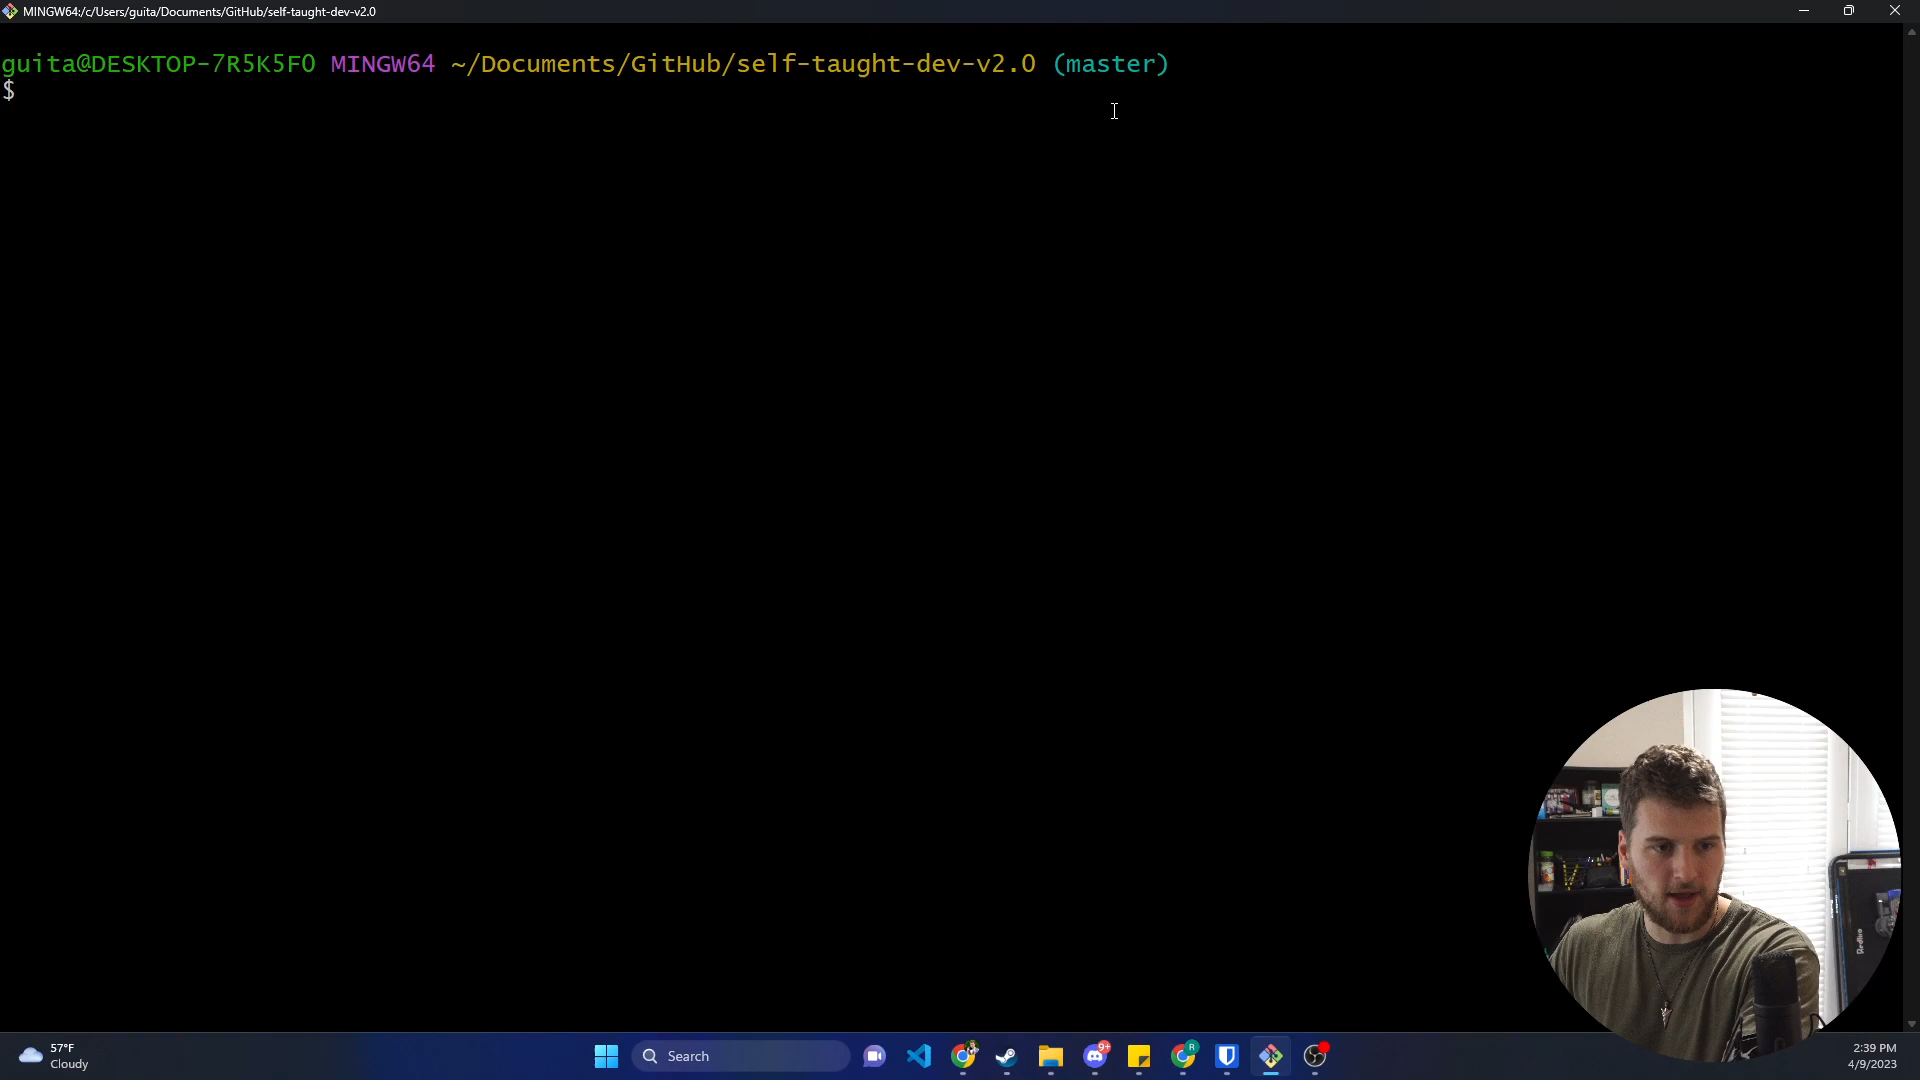 MINGW64:/c/Users/guita/Documents/GitHub/self-taught-dev-v2.0
guita@DESKTOP-7R5K5FO MINGW64 ~/Documents/GitHub/self-taught-dev-v2.0 (master)
$
57°F
Cloudy
Search
9+
R
2:39 PM
4/9/2023